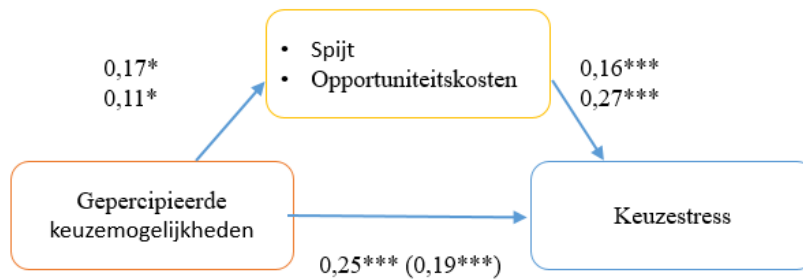 • Spijt
• Opportuniteitskosten
0,17*
0,11*
0,16***
0,27***
Gepercipieerde
keuzemogelijkheden
Keuzestress
0,25*** (0,19***)